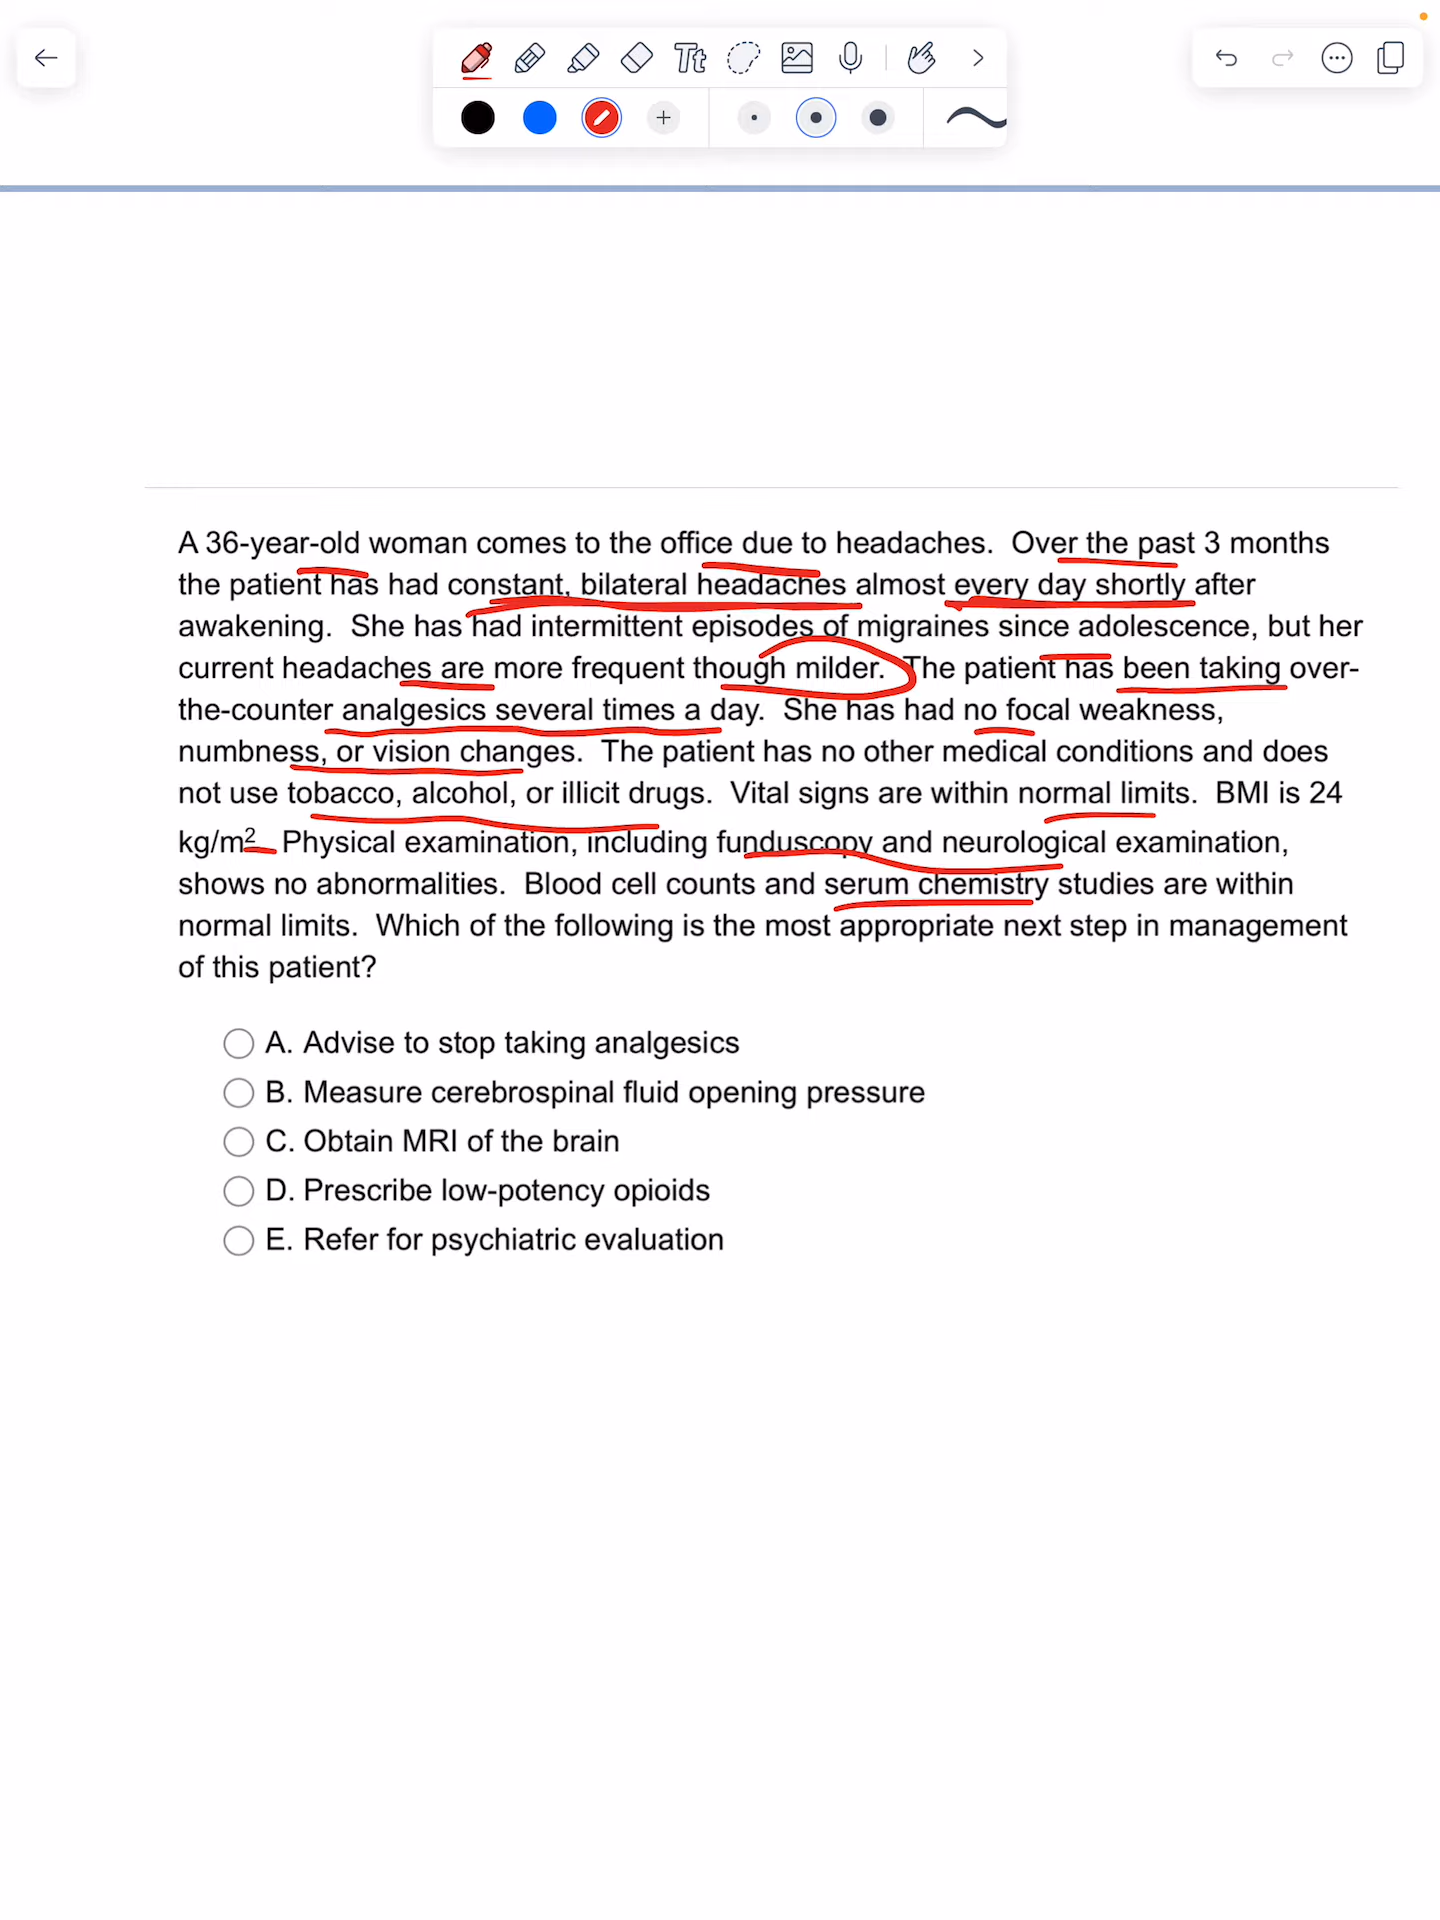 Tt
A 36-year-old woman comes to the office due to headaches. Over the past 3 months
the patient has had constant, bilateral headaches almost every day shortly after
awakening. She has had intermittent episodes of migraines since adolescence, but her
current headaches are more frequent though milder. The patient has been taking over-
the-counter analgesics several times a day. She has had no focal weakness,
numbness, or vision changes. The patient has no other medical conditions and does
not use tobacco, alcohol, or illicit drugs. Vital signs are within normal limits. BMI is 24
kg/m². Physical examination, including funduscopy and neurological examination,
shows no abnormalities. Blood cell counts and serum chemistry studies are within
normal limits. Which of the following is the most appropriate next step in management
of this patient?
A. Advise to stop taking analgesics
B. Measure cerebrospinal fluid opening pressure
C. Obtain MRI of the brain
D. Prescribe low-potency opioids
E. Refer for psychiatric evaluation